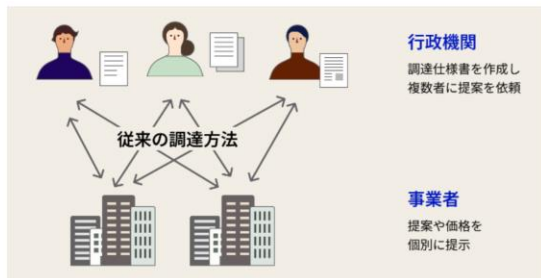 行政機関
調達仕様書を作成し
複数者に提案を依頼
従来の調達方法
事業者
提案や価格を
個別に提示